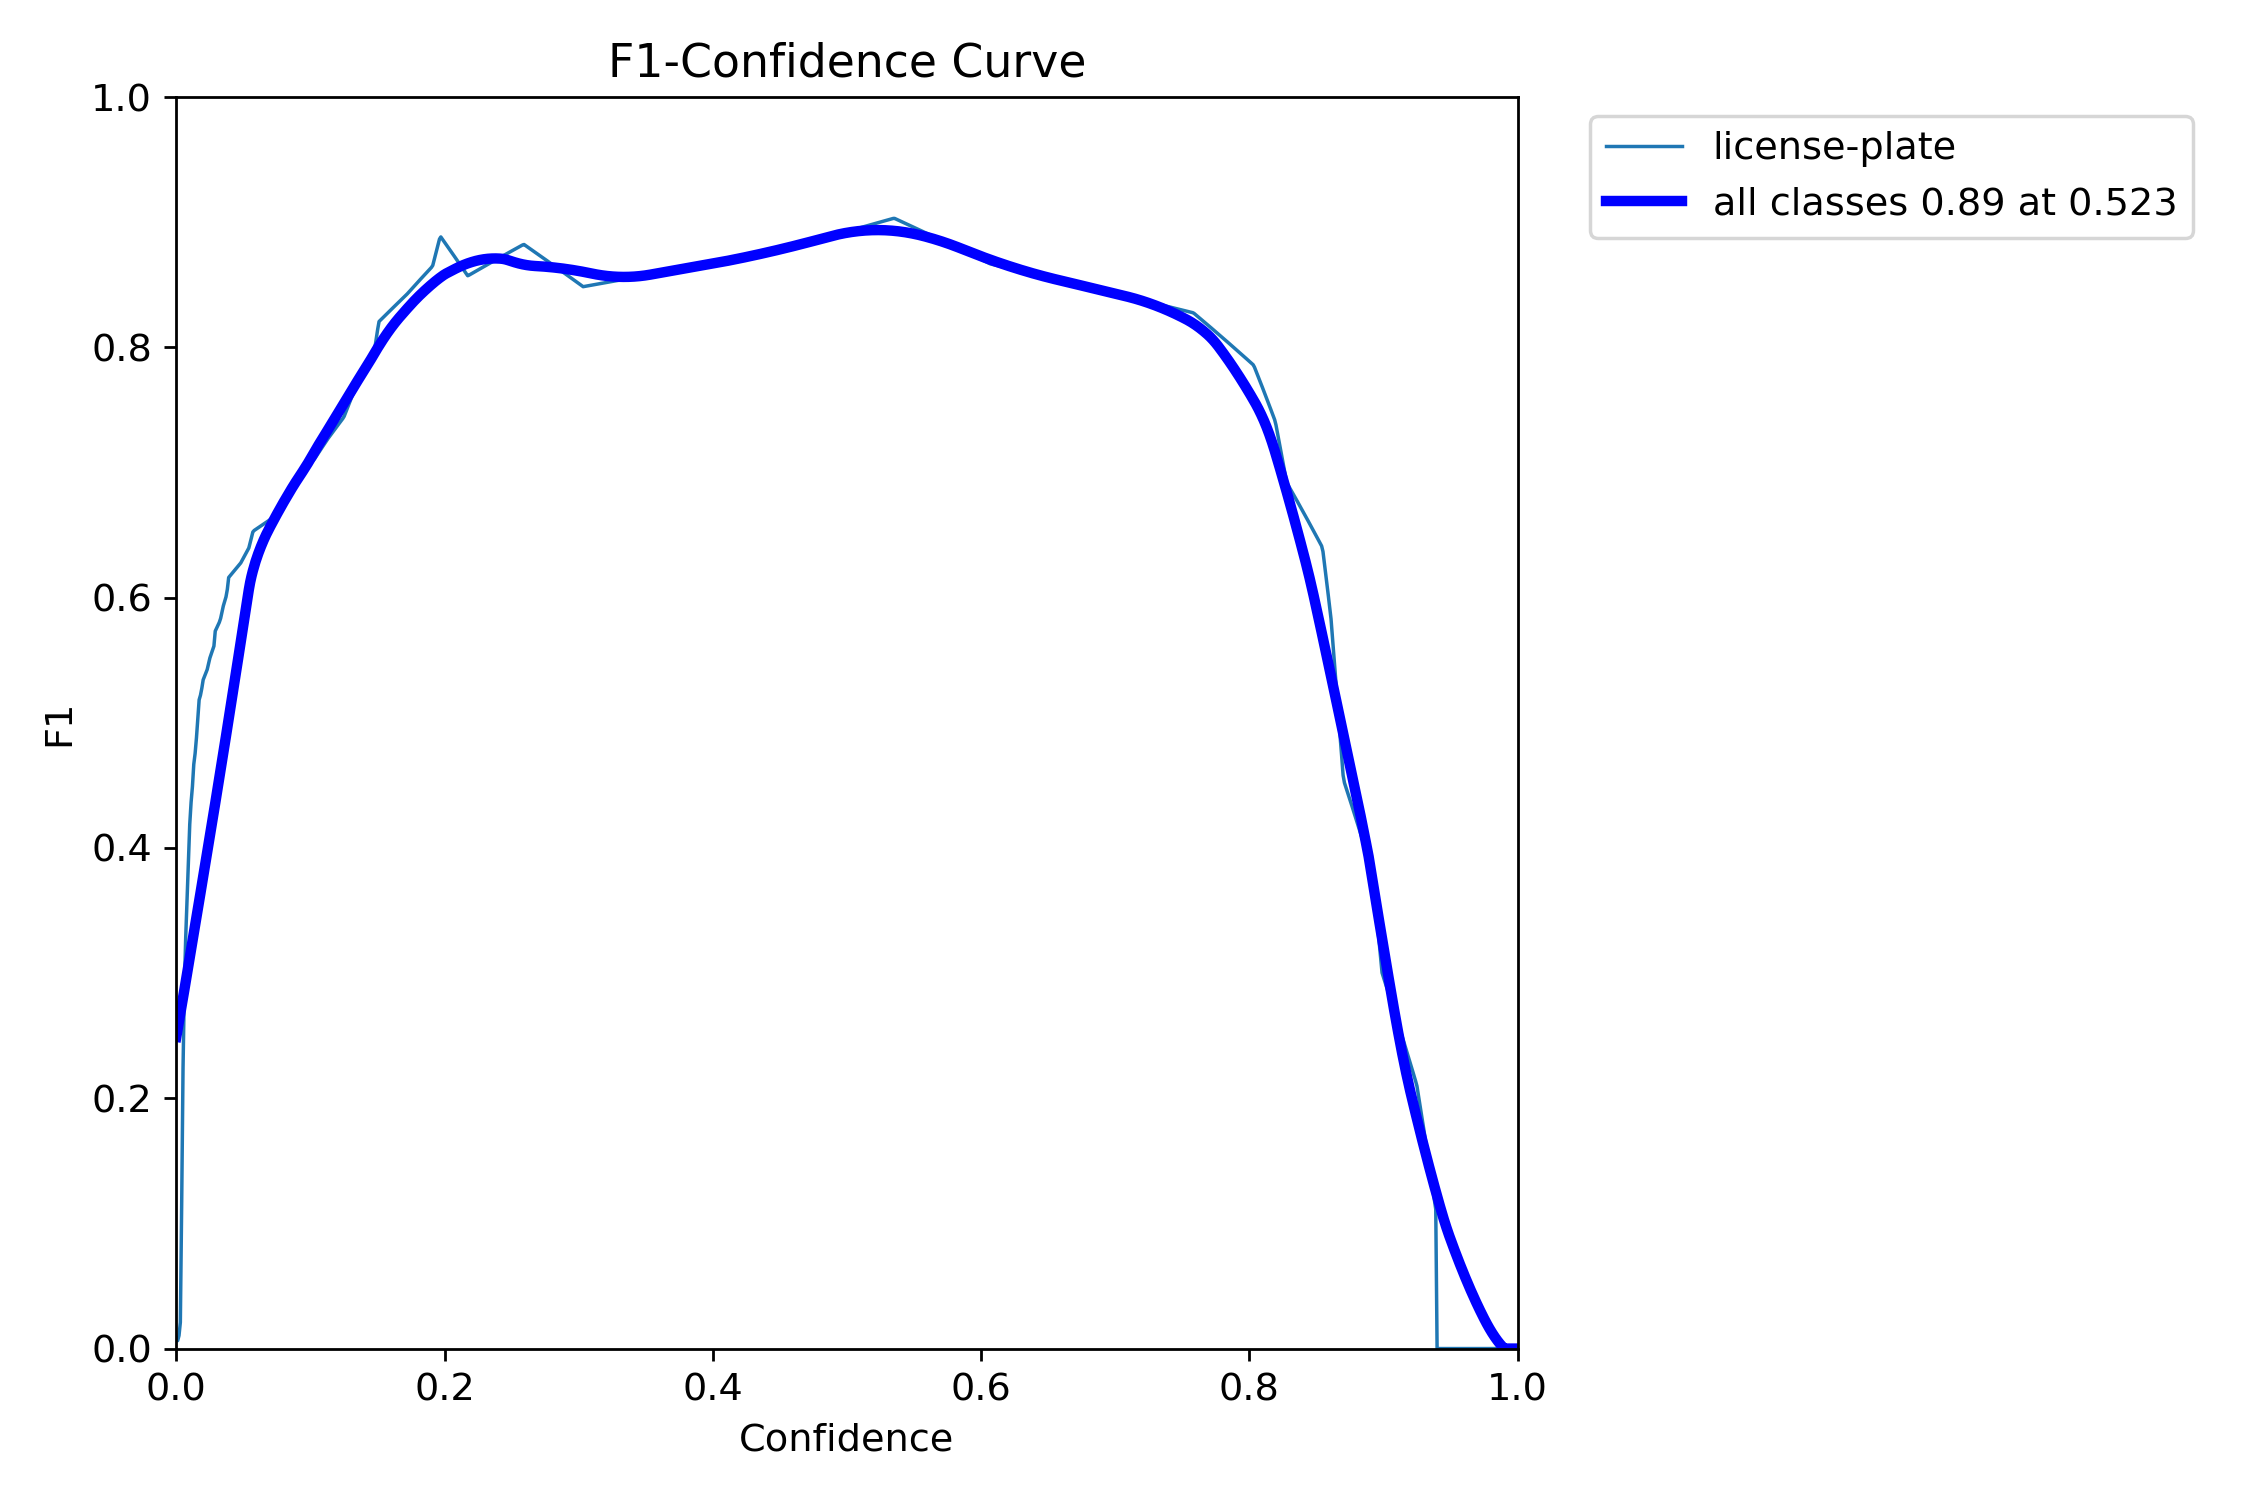 F1-Confidence Curve
license-plate
all classes 0.89 at 0.523
1.0
0.8
0.6
0.4
0.2
0.0
F1
0.0 0.2 0.4 0.6 0.8 1.0
Confidence